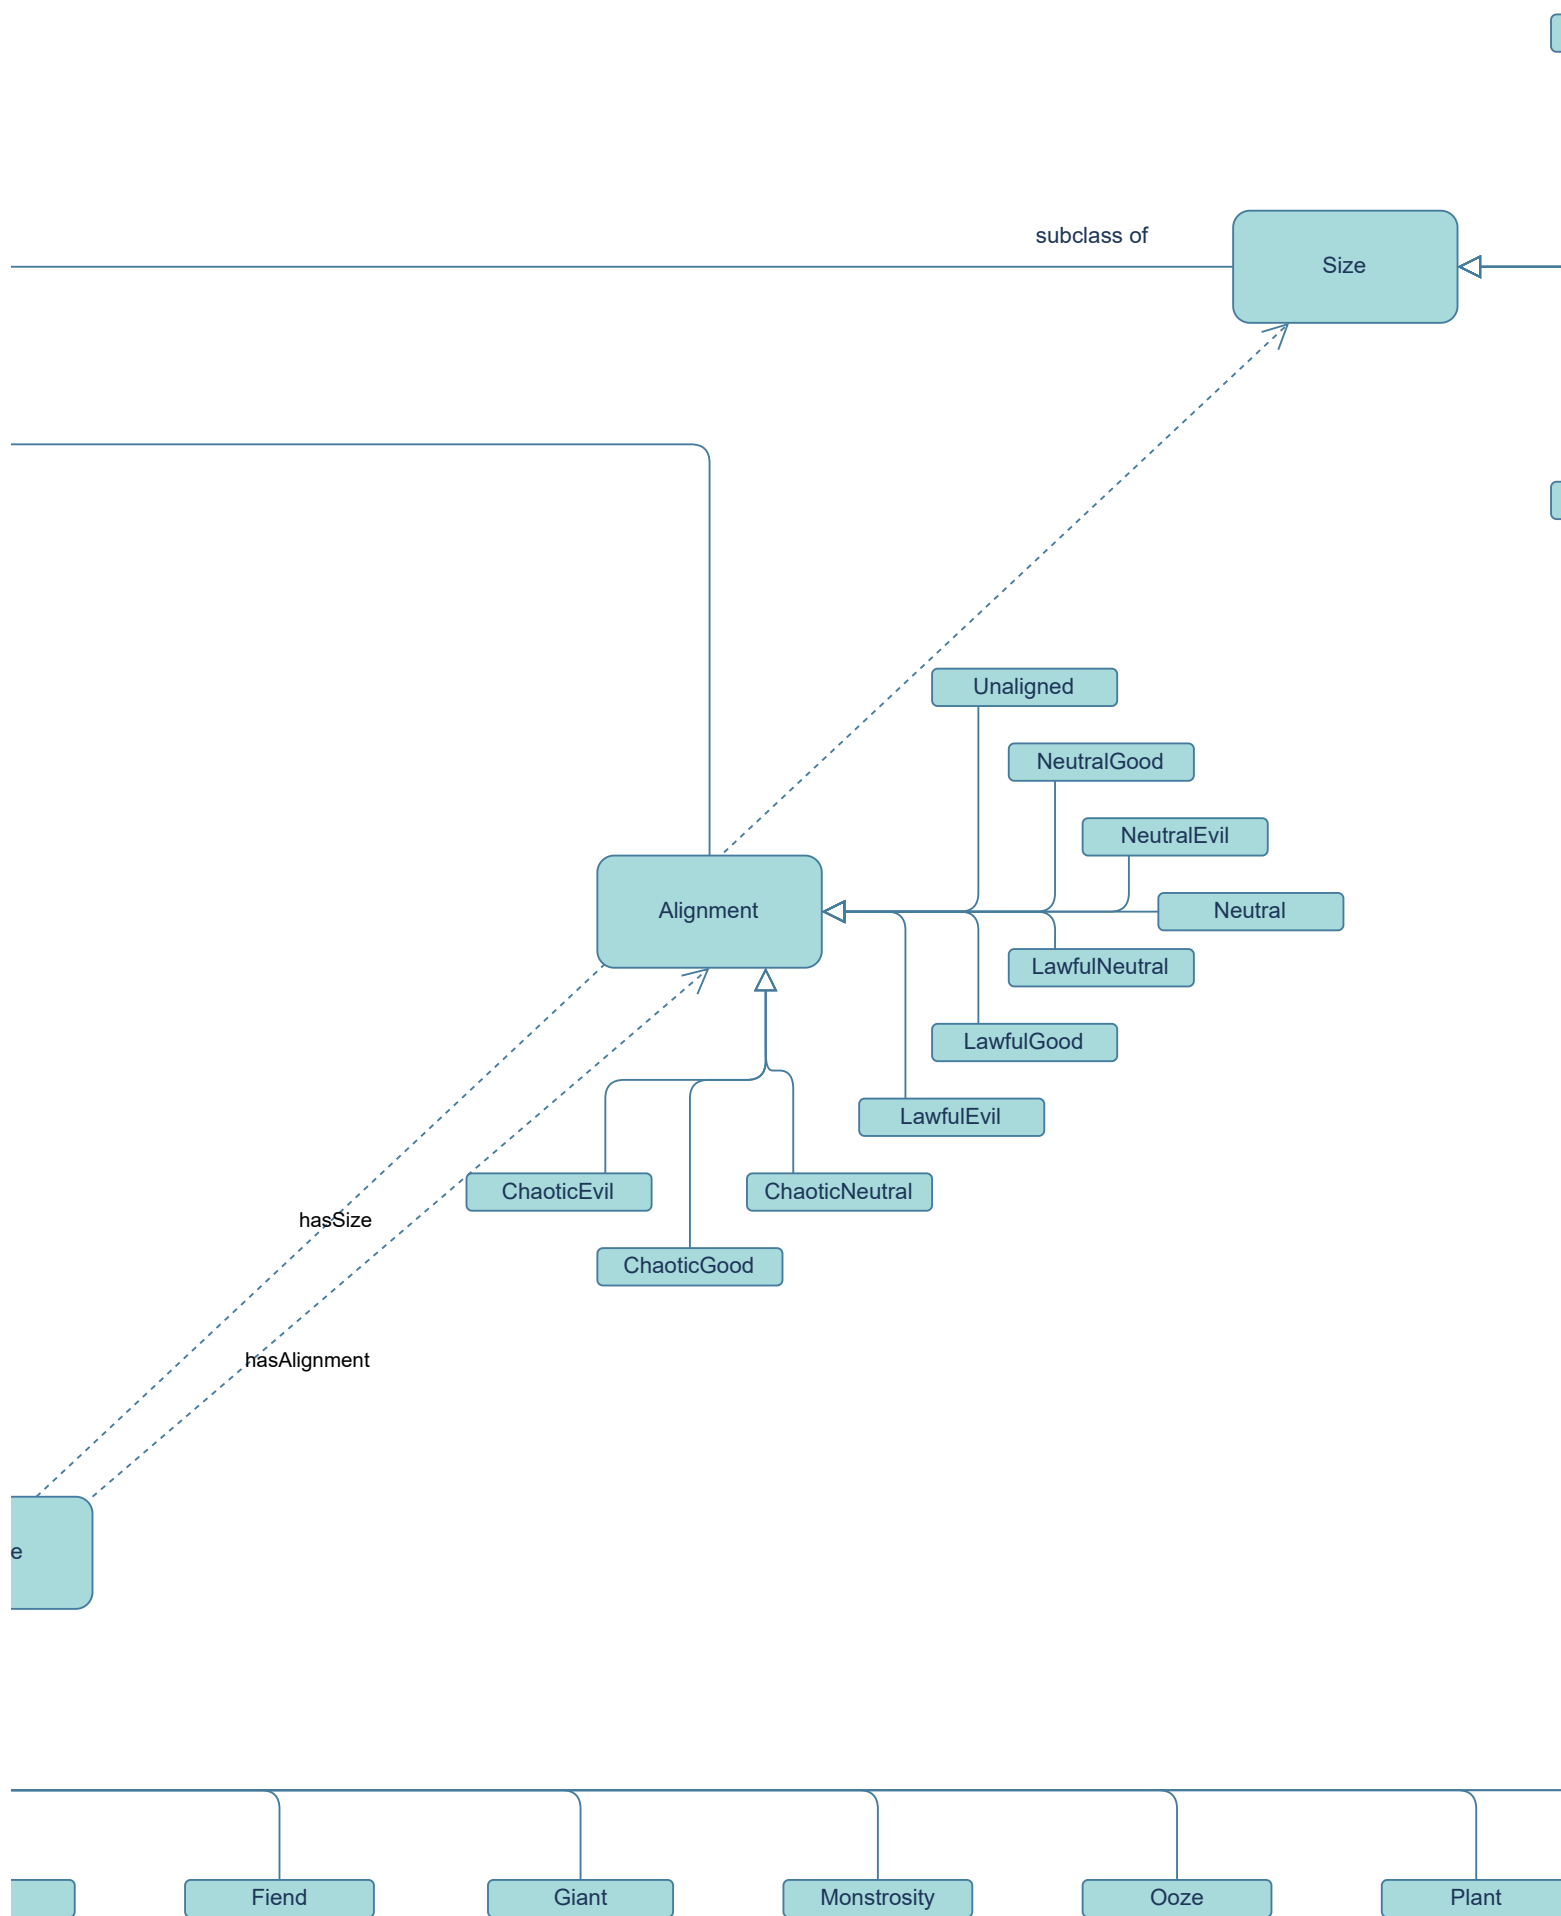 subclass of
Size
Unaligned
NeutralGood
NeutralEvil
Alignment
Neutral
LawfulNeutral
LawfulGood
LawfulEvil
ChaoticEvil
ChaoticNeutral
hasSize
ChaoticGood
hasAlignment
e
Fiend
Giant
Monstrosity
Ooze
Plant